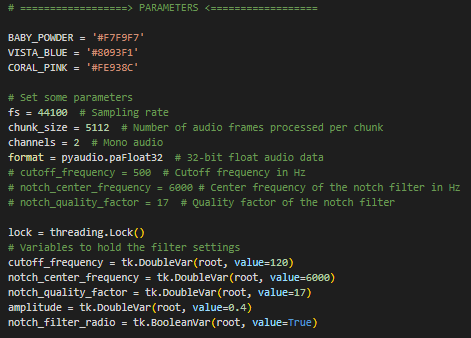 # ==================> PARAMETERS <==================
BABY_POWDER = '#F7F9F7'
VISTA_BLUE = '#8093F1'
CORAL_PINK = '#FE938C'
# Set some parameters
fs = 44100  # Sampling rate
chunk_size = 5112  # Number of audio frames processed per chunk
channels = 2  # Mono audio
format = pyaudio.paFloat32  # 32-bit float audio data
# cutoff_frequency = 500  # Cutoff frequency in Hz
# notch_center_frequency = 6000 # Center frequency of the notch filter in Hz
# notch_quality_factor = 17  # Quality factor of the notch filter
lock = threading.Lock()
# Variables to hold the filter settings
cutoff_frequency = tk.DoubleVar(root, value=120)
notch_center_frequency = tk.DoubleVar(root, value=6000)
notch_quality_factor = tk.DoubleVar(root, value=17)
amplitude = tk.DoubleVar(root, value=0.4)
notch_filter_radio = tk.BooleanVar(root, value=True)